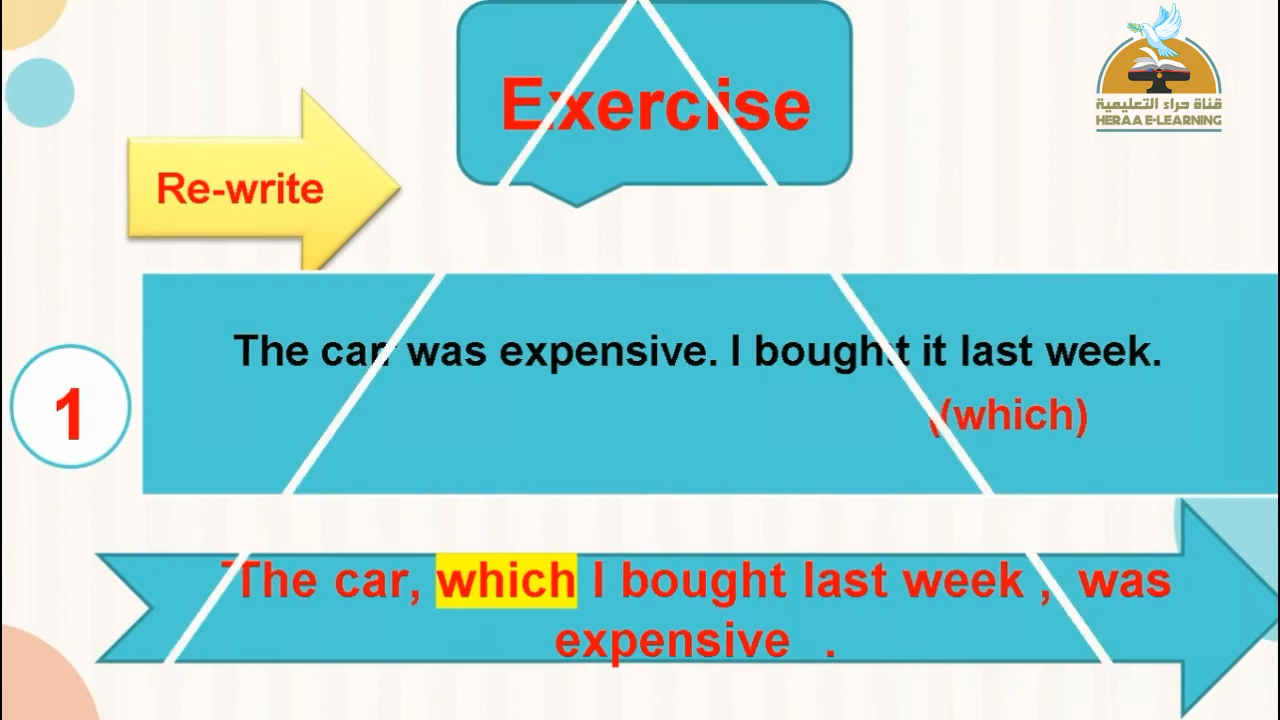 Exercise
قناة حراء التعليمية
HERAA E-LEARNING
Re-write
1
The car was expensive. I bought it last week.
(which)
The car, which I bought last week , was
expensive .